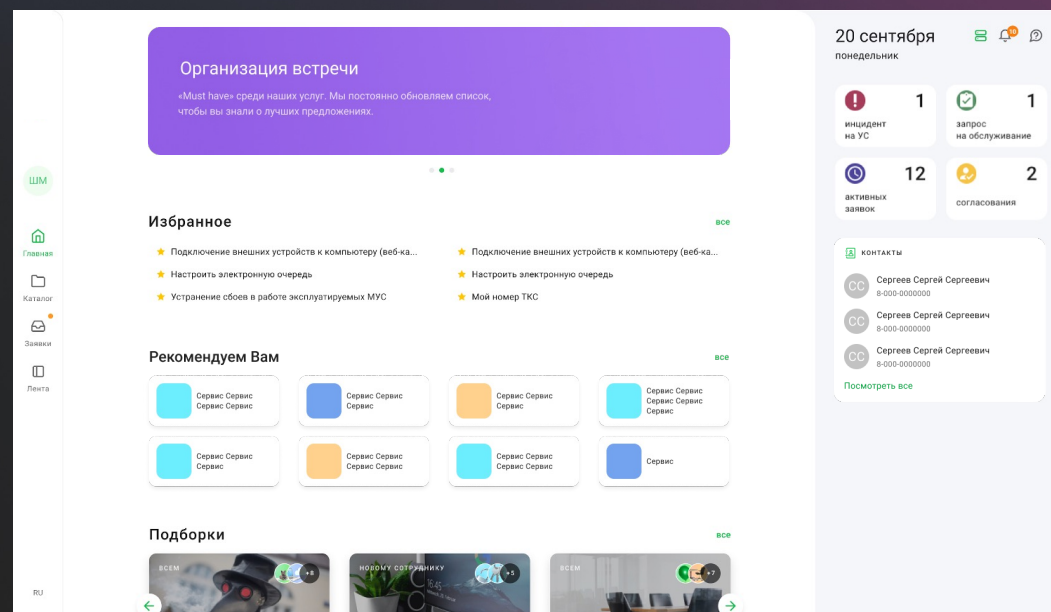 ШМ
Главная
Каталог
Заявки
Лента
RU
Организация встречи
«Must have» среди наших услуг. Мы постоянно обновляем список,
чтобы вы знали о лучших предложениях.
Избранное
все
Подключение внешних устройств к компьютеру (веб-ка...
Подключение внешних устройств к компьютеру (веб-ка...
Настроить электронную очередь
Настроить электронную очередь
Устранение сбоев в работе эксплуатируемых МУС
Мой номер ТКС
Рекомендуем Вам
все
Сервис Сервис
Сервис Сервис
Сервис Сервис
Сервис
Сервис Сервис
Сервис
Сервис Сервис
Сервис Сервис
Сервис
Сервис Сервис
Сервис
Сервис Сервис
Сервис Сервис
Сервис Сервис
Сервис Сервис
Сервис
Подборки
все
ВСЕМ
+8
НОВОМУ СОТРУДНИКУ
+5
16:45
ВСЕМ
+7
20 сентября
10
понедельник
1
инцидент
на УС
1
запрос
на обслуживание
12
активных
заявок
2
согласования
КОНТАКТЫ
СС
Сергеев Сергей Сергеевич
8-000-0000000
СС
Сергеев Сергей Сергеевич
8-000-0000000
СС
Сергеев Сергей Сергеевич
8-000-0000000
Посмотреть все